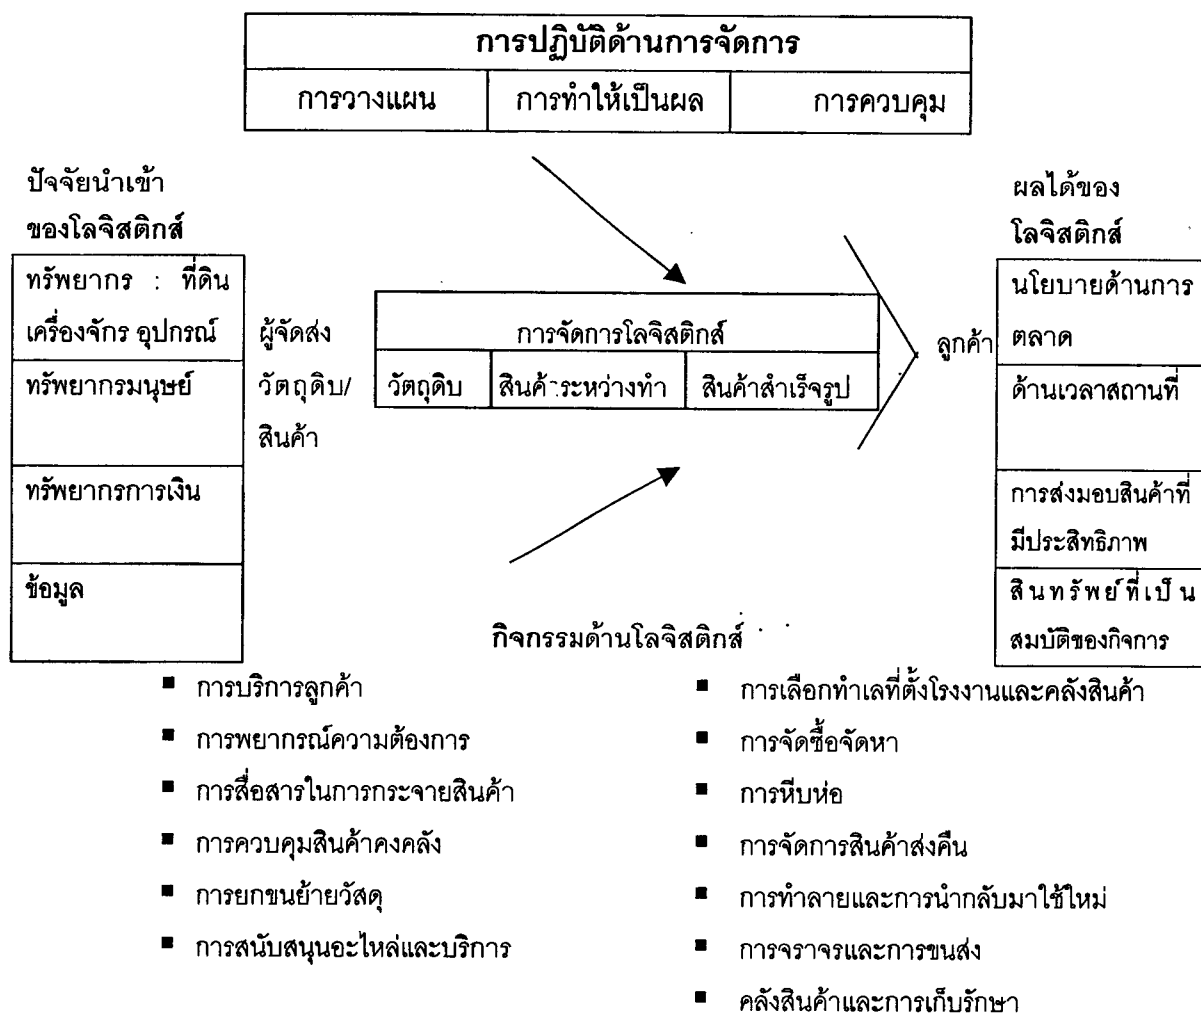 การปฏิบัติด้านการจัดการ
การวางแผน การทำให้เป็นผล การควบคุม
ปัจจัยนำเข้า
ของโลจิสติกส์
ทรัพยากร : ที่ดิน
เครื่องจักร อุปกรณ์
ทรัพยากรมนุษย์
ทรัพยากรการเงิน
ข้อมูล
ผู้จัดส่ง
วัตถุดิบ/
สินค้า
การจัดการโลจิสติกส์
วัตถุดิบ สินค้าระหว่างทำ สินค้าสำเร็จรูป
ลูกค้า
ผลได้ของ
โลจิสติกส์
นโยบายด้านการ
ตลาด
ด้านเวลาสถานที่
การส่งมอบสินค้าที่
มีประสิทธิภาพ
สินทรัพย์ที่เป็น
สมบัติของกิจการ
กิจกรรมด้านโลจิสติกส์
▪ การบริการลูกค้า
▪ การพยากรณ์ความต้องการ
▪ การสื่อสารในการกระจายสินค้า
▪ การควบคุมสินค้าคงคลัง
▪ การยกขนย้ายวัสดุ
▪ การสนับสนุนอะไหล่และบริการ
▪ การเลือกทำเลที่ตั้งโรงงานและคลังสินค้า
▪ การจัดซื้อจัดหา
▪ การหีบห่อ
▪ การจัดการสินค้าส่งคืน
▪ การทำลายและการนำกลับมาใช้ใหม่
▪ การจราจรและการขนส่ง
▪ คลังสินค้าและการเก็บรักษา